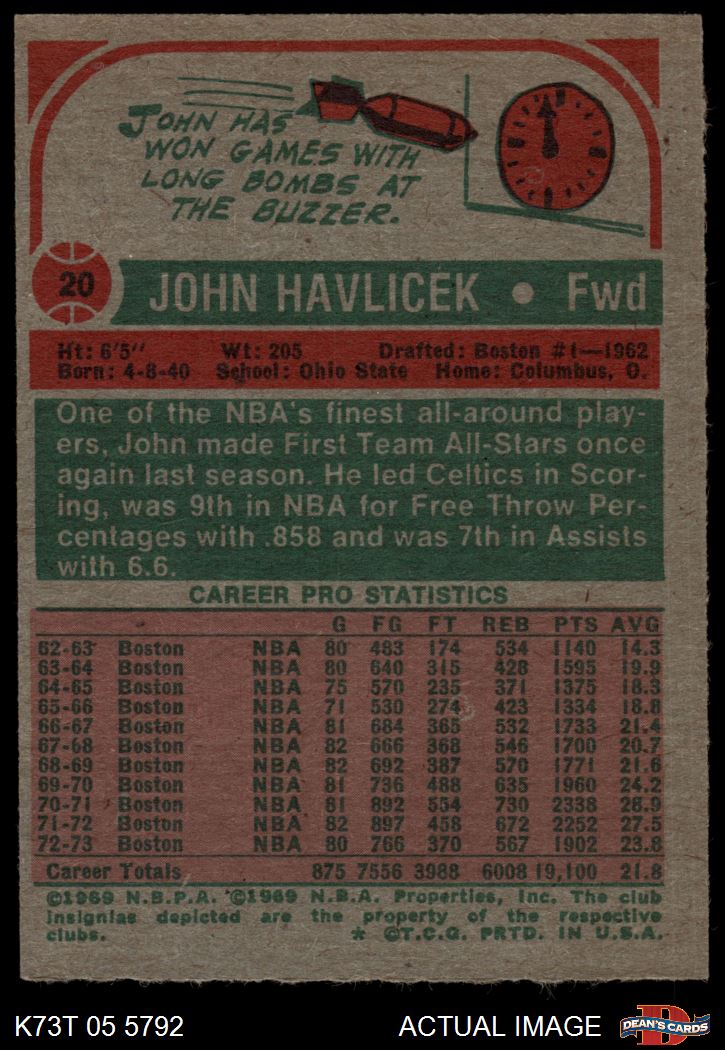 JOHN HAS
WON GAMES WITH
LONG BOMBS AT
THE BUZZER.
20 JOHN HAVLICEK • Fwd
Ht: 6'5" Wt: 205 Drafted: Boston #1—1962
Born: 4-8-40 School: Ohio State Home: Columbus, O.
One of the NBA's finest all-around play-
ers, John made First Team All-Stars once
again last season. He led Celtics in Scor-
ing, was 9th in NBA for Free Throw Per-
centages with .858 and was 7th in Assists
with 6.6.
CAREER PRO STATISTICS
G FG FT REB PTS AVG
62-63 Boston NBA 80 483 174 534 1140 14.3
63-64 Boston NBA 80 640 315 428 1595 19.9
64-65 Boston NBA 75 570 235 371 1375 18.3
65-66 Boston NBA 71 530 274 423 1334 18.8
66-67 Boston NBA 81 684 365 532 1733 21.4
67-68 Boston NBA 82 666 368 546 1700 20.7
68-69 Boston NBA 82 692 387 570 1771 21.6
69-70 Boston NBA 81 736 488 635 1960 24.2
70-71 Boston NBA 81 892 554 730 2338 28.9
71-72 Boston NBA 82 897 458 672 2252 27.5
72-73 Boston NBA 80 766 370 567 1902 23.8
Career Totals 875 7556 3988 6008 19,100 21.8
©1969 N.B.P.A. ©1969 N.B.A. Properties, Inc. The club
insignias depicted are the property of the respective
clubs. * ©T.C.G. PRTD. IN U.S.A.
K73T 05 5792 ACTUAL IMAGE DEAN'S CARDS